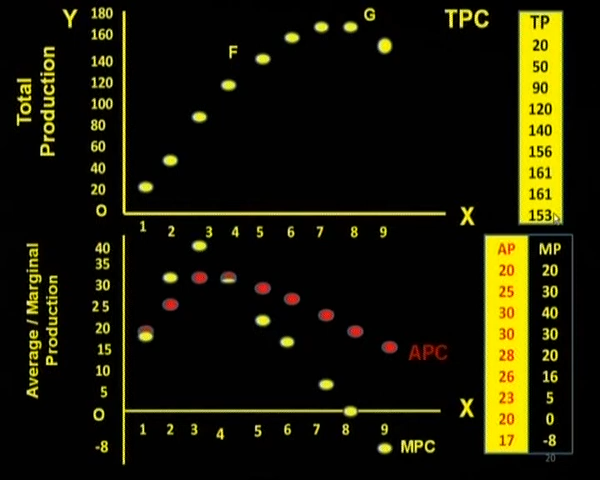 Y
180
160
140
120
100
80
60
40
20
O
Total
Production
F
G
TPC
1 2 3 4 5 6 7 8 9
X
TP
20
50
90
120
140
156
161
161
153
40
35
30
25
20
15
10
5
O
-8
Average / Marginal
Production
APC
X
1 2 3 4 5 6 7 8 9
MPC
AP MP
20 20
25 30
30 40
30 30
28 20
26 16
23 5
20 0
17 -8
20